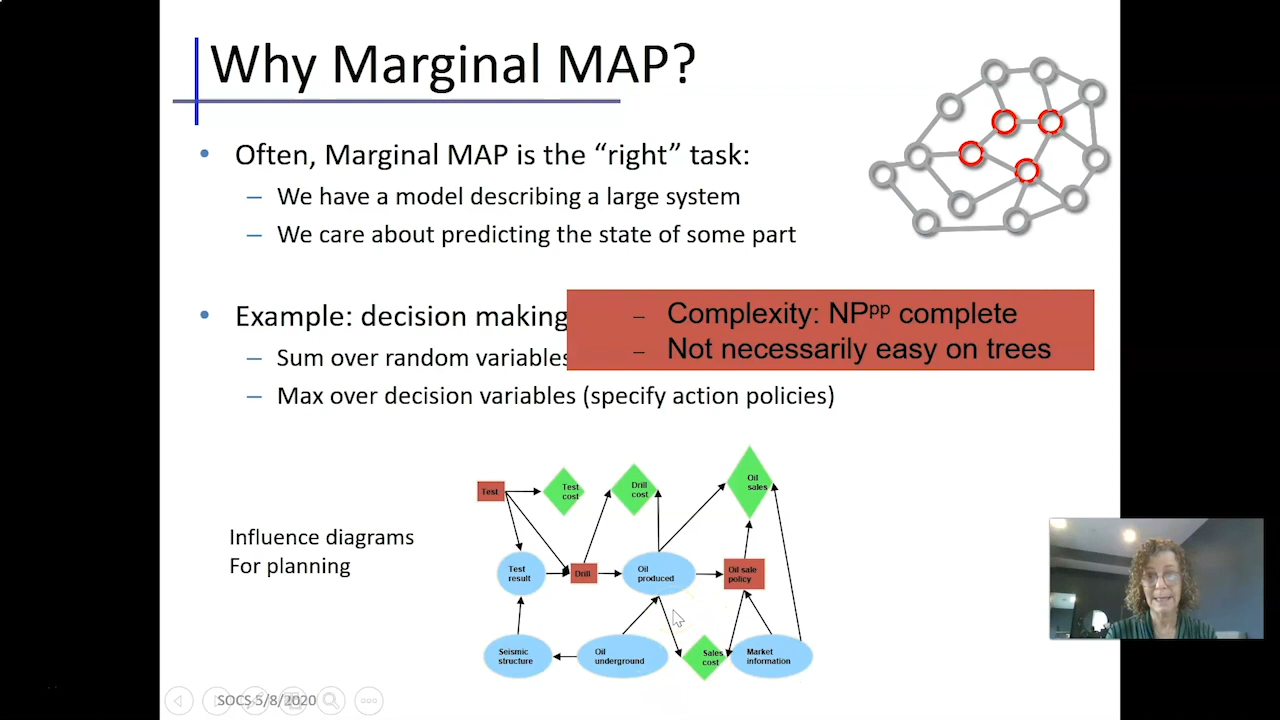 Why Marginal MAP?
• Often, Marginal MAP is the “right” task:
– We have a model describing a large system
– We care about predicting the state of some part
• Example: decision making
– Sum over random variables
– Max over decision variables (specify action policies)
– Complexity: NPᵖᵖ complete
– Not necessarily easy on trees
Influence diagrams
For planning
Test
Test
cost
Drill
cost
Oil
sales
Test
result
Drill
Oil
produced
Oil sale
policy
Seismic
structure
Oil
underground
Sales
cost
Market
information
SOCS 5/8/2020